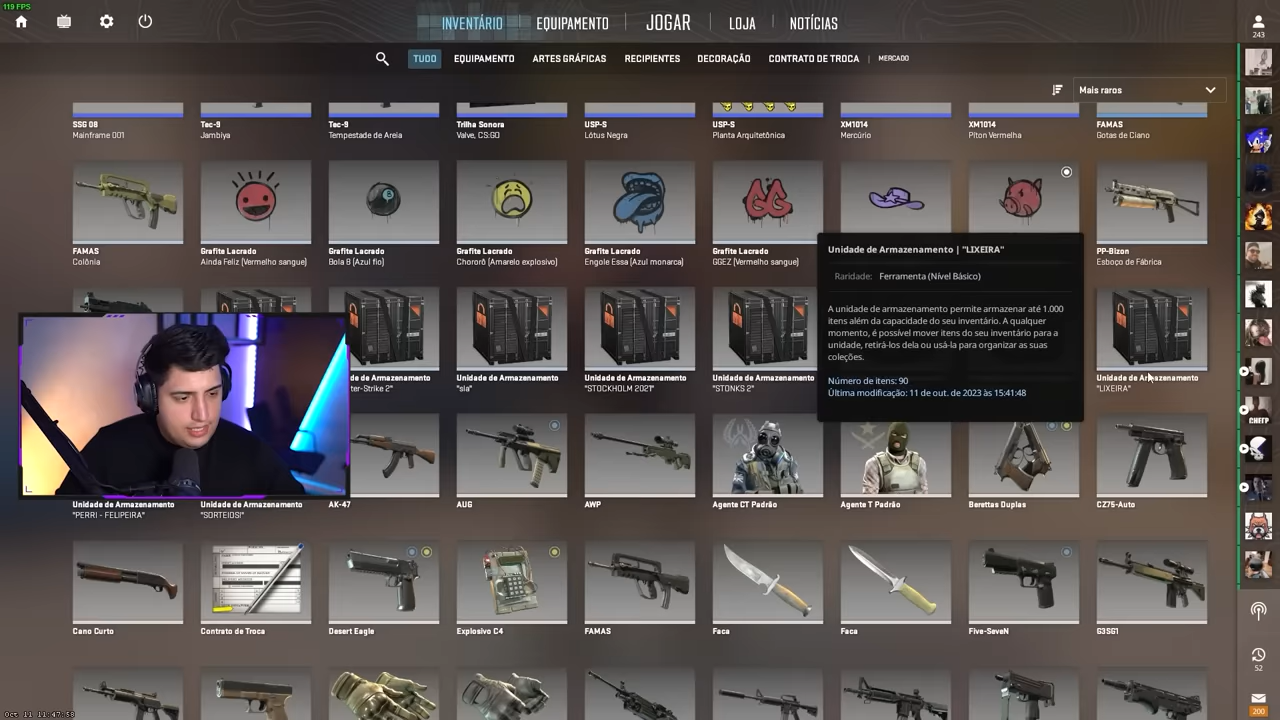 119 FPS
INVENTÁRIO
EQUIPAMENTO
JOGAR
LOJA
NOTÍCIAS
243
TUDO
EQUIPAMENTO
ARTES GRÁFICAS
RECIPIENTES
DECORAÇÃO
CONTRATO DE TROCA
MERCADO
Mais raros
SSG 08
Mainframe 001
Tec-9
Jambiya
Tec-9
Tempestade de Areia
Trilha Sonora
Valve, CS:GO
USP-S
Lótus Negra
USP-S
Planta Arquitetônica
XM1014
Mercúrio
XM1014
Píton Vermelha
FAMAS
Gotas de Ciano
FAMAS
Colônia
Grafite Lacrado
Ainda Feliz (Vermelho sangue)
Grafite Lacrado
Bola 8 (Azul fio)
Grafite Lacrado
Chororô (Amarelo explosivo)
Grafite Lacrado
Engole Essa (Azul monarca)
Grafite Lacrado
GGEZ (Vermelho sangue)
PP-Bizon
Esboço de Fábrica
Unidade de Armazenamento | "LIXEIRA"
Raridade: Ferramenta (Nível Básico)
A unidade de armazenamento permite armazenar até 1.000
itens além da capacidade do seu inventário. A qualquer
momento, é possível mover itens do seu inventário para a
unidade, retirá-los dela ou usá-la para organizar as suas
coleções.
Número de itens: 90
Última modificação: 11 de out. de 2023 às 15:41:48
de Armazenamento
ter-Strike 2"
Unidade de Armazenamento
"sla"
Unidade de Armazenamento
"STOCKHOLM 2021"
Unidade de Armazenamento
"STONKS 2"
Unidade de Armazenamento
"LIXEIRA"
Unidade de Armazenamento
"PERRI - FELIPEIRA"
Unidade de Armazenamento
"SORTEIOS!"
AK-47
AUG
AWP
Agente CT Padrão
Agente T Padrão
Berettas Duplas
CZ75-Auto
Cano Curto
Contrato de Troca
Desert Eagle
Explosivo C4
FAMAS
Faca
Faca
Five-SeveN
G3SG1
52
200
Oct 11 11:47:58